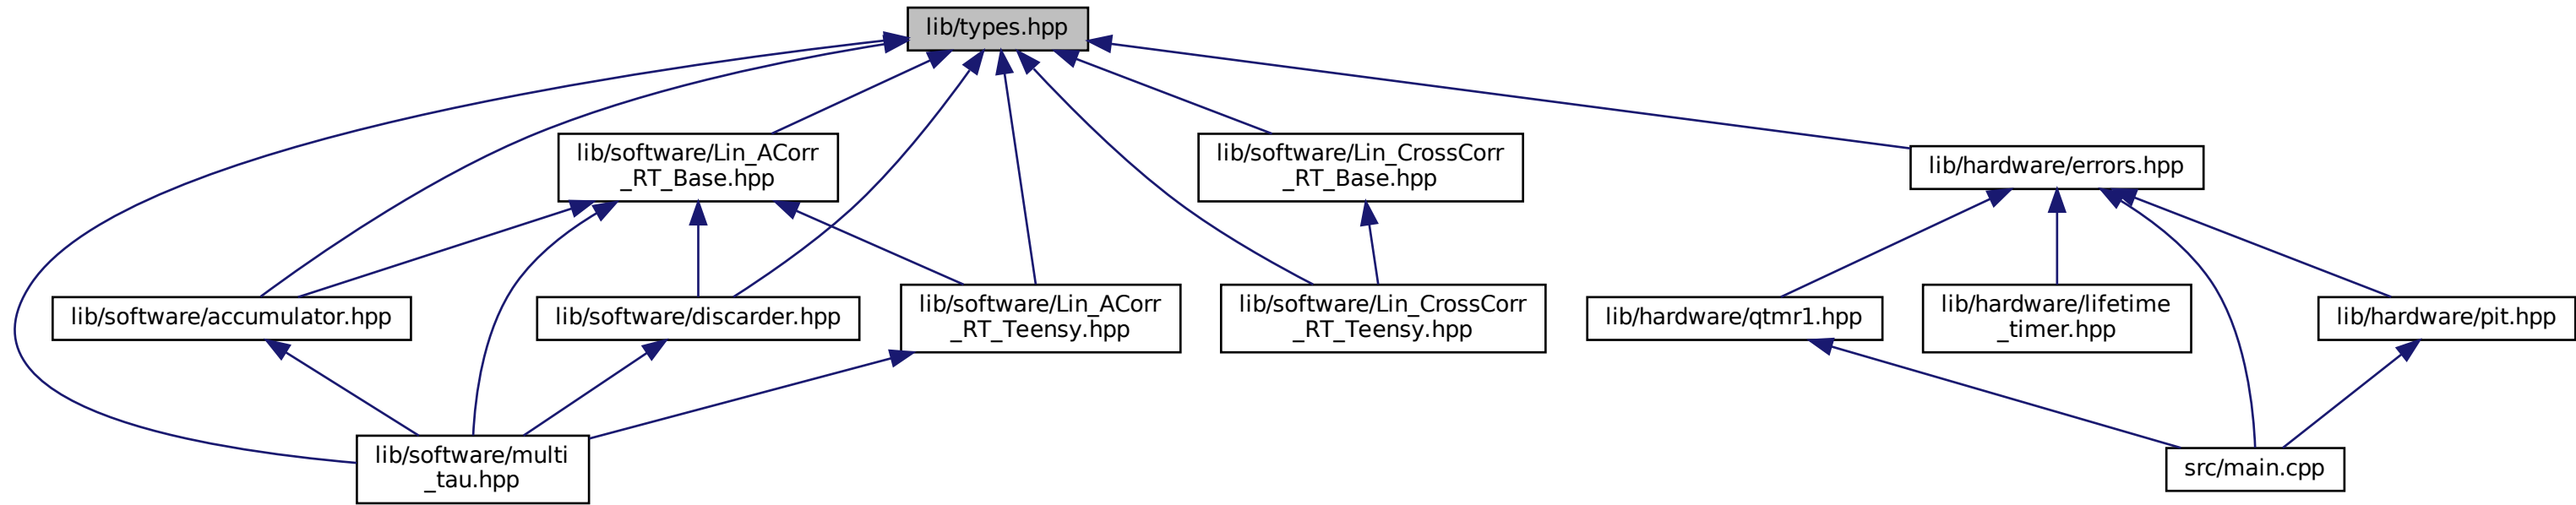 lib/types.hpp
lib/software/Lin_ACorr
_RT_Base.hpp
lib/software/Lin_CrossCorr
_RT_Base.hpp
lib/hardware/errors.hpp
lib/software/accumulator.hpp
lib/software/discarder.hpp
lib/software/Lin_ACorr
_RT_Teensy.hpp
lib/software/Lin_CrossCorr
_RT_Teensy.hpp
lib/hardware/qtmr1.hpp
lib/hardware/lifetime
_timer.hpp
lib/hardware/pit.hpp
lib/software/multi
_tau.hpp
src/main.cpp